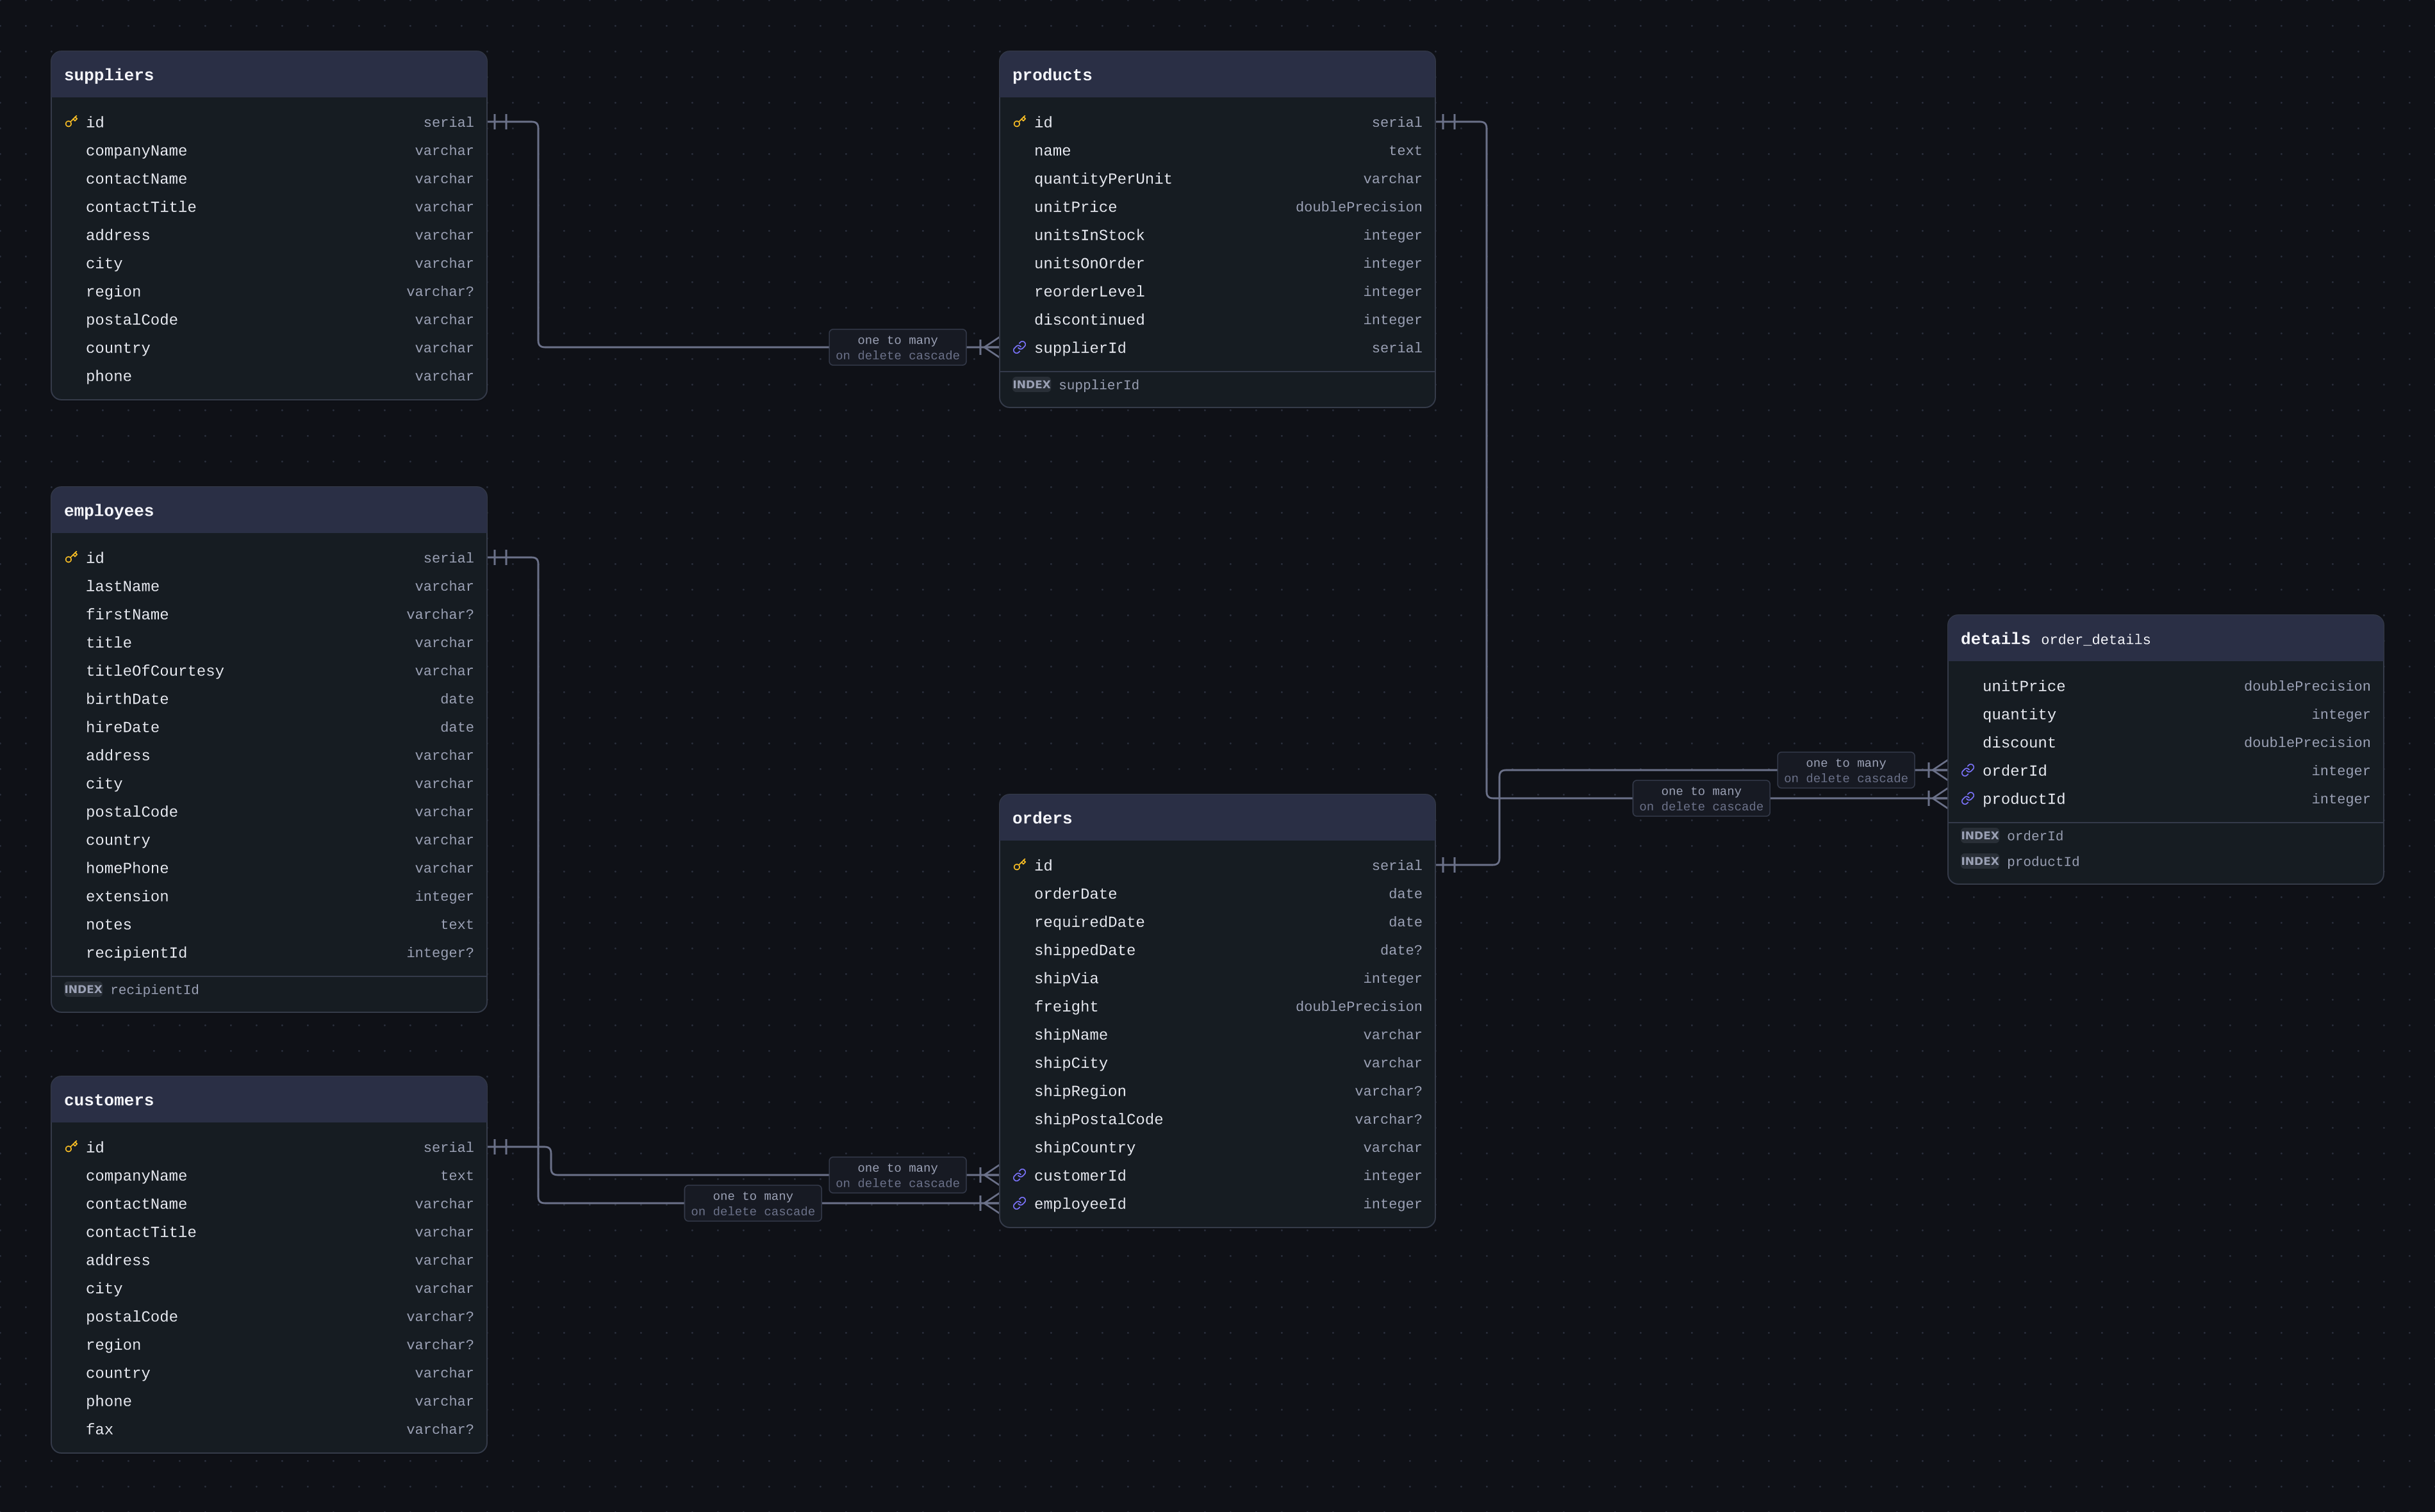 suppliers
id serial
companyName varchar
contactName varchar
contactTitle varchar
address varchar
city varchar
region varchar?
postalCode varchar
country varchar
phone varchar
products
id serial
name text
quantityPerUnit varchar
unitPrice doublePrecision
unitsInStock integer
unitsOnOrder integer
reorderLevel integer
discontinued integer
supplierId serial
INDEX supplierId
one to many
on delete cascade
employees
id serial
lastName varchar
firstName varchar?
title varchar
titleOfCourtesy varchar
birthDate date
hireDate date
address varchar
city varchar
postalCode varchar
country varchar
homePhone varchar
extension integer
notes text
recipientId integer?
INDEX recipientId
details order_details
unitPrice doublePrecision
quantity integer
discount doublePrecision
orderId integer
productId integer
INDEX orderId
INDEX productId
one to many
on delete cascade
one to many
on delete cascade
orders
id serial
orderDate date
requiredDate date
shippedDate date?
shipVia integer
freight doublePrecision
shipName varchar
shipCity varchar
shipRegion varchar?
shipPostalCode varchar?
shipCountry varchar
customerId integer
employeeId integer
one to many
on delete cascade
one to many
on delete cascade
customers
id serial
companyName text
contactName varchar
contactTitle varchar
address varchar
city varchar
postalCode varchar?
region varchar?
country varchar
phone varchar
fax varchar?